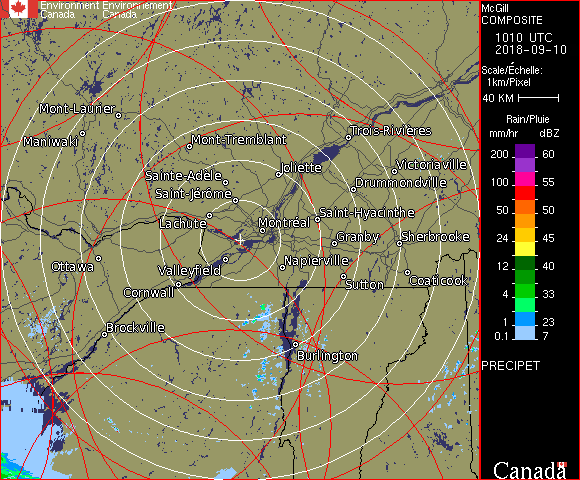 Environment Environnement
Canada Canada
McGill
COMPOSITE
1010 UTC
2018-09-10
Scale/Échelle:
1km/Pixel
40 KM
Rain/Pluie
mm/hr dBZ
200 60
150 57
100 55
50 50
24 45
12 40
4 33
1 23
0.1 7
PRECIPET
Canada
Mont-Laurier
Maniwaki
Mont-Tremblant
Trois-Rivières
Joliette
Victoriaville
Sainte-Adèle
Drummondville
Saint-Jérôme
Lachute
Montréal
Saint-Hyacinthe
Granby
Sherbrooke
Ottawa
Valleyfield
Napierville
Cornwall
Sutton
Coaticook
Brockville
Burlington